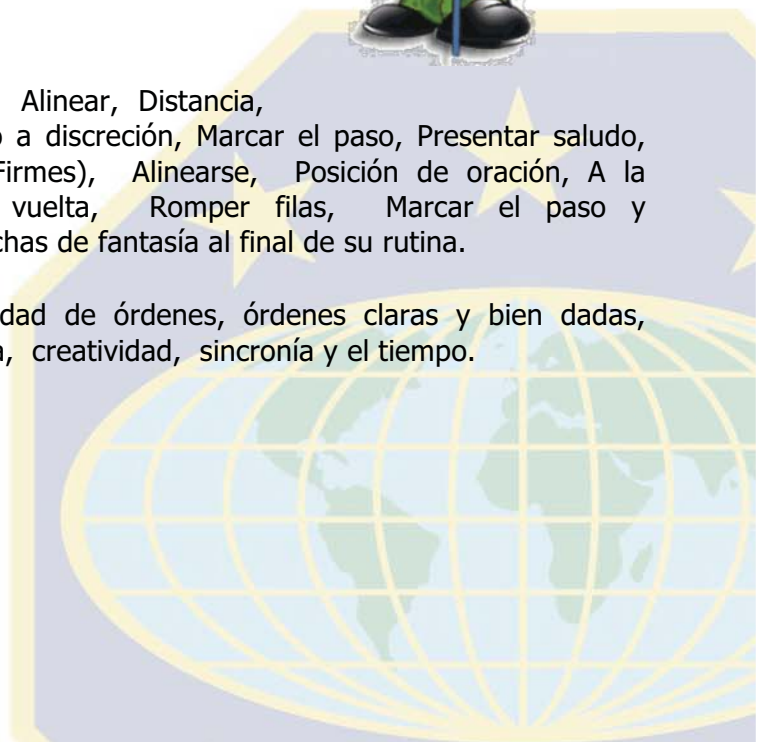 Alinear, Distancia,
a discreción, Marcar el paso, Presentar saludo,
Firmes), Alinearse, Posición de oración, A la
vuelta, Romper filas, Marcar el paso y
chas de fantasía al final de su rutina.
dad de órdenes, órdenes claras y bien dadas,
a, creatividad, sincronía y el tiempo.